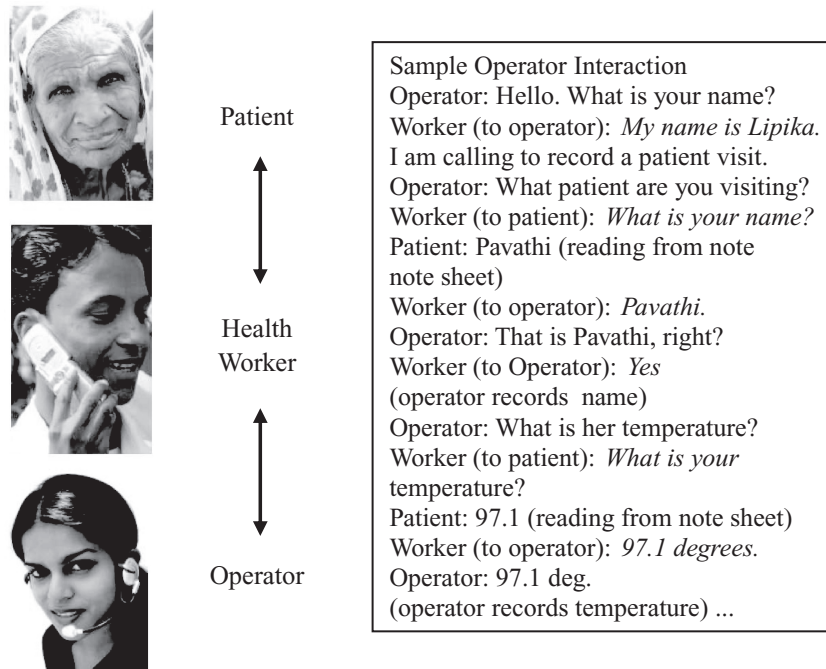 Patient
Health
Worker
Operator
Sample Operator Interaction
Operator: Hello. What is your name?
Worker (to operator): My name is Lipika.
I am calling to record a patient visit.
Operator: What patient are you visiting?
Worker (to patient): What is your name?
Patient: Pavathi (reading from note
note sheet)
Worker (to operator): Pavathi.
Operator: That is Pavathi, right?
Worker (to Operator): Yes
(operator records name)
Operator: What is her temperature?
Worker (to patient): What is your
temperature?
Patient: 97.1 (reading from note sheet)
Worker (to operator): 97.1 degrees.
Operator: 97.1 deg.
(operator records temperature) ...